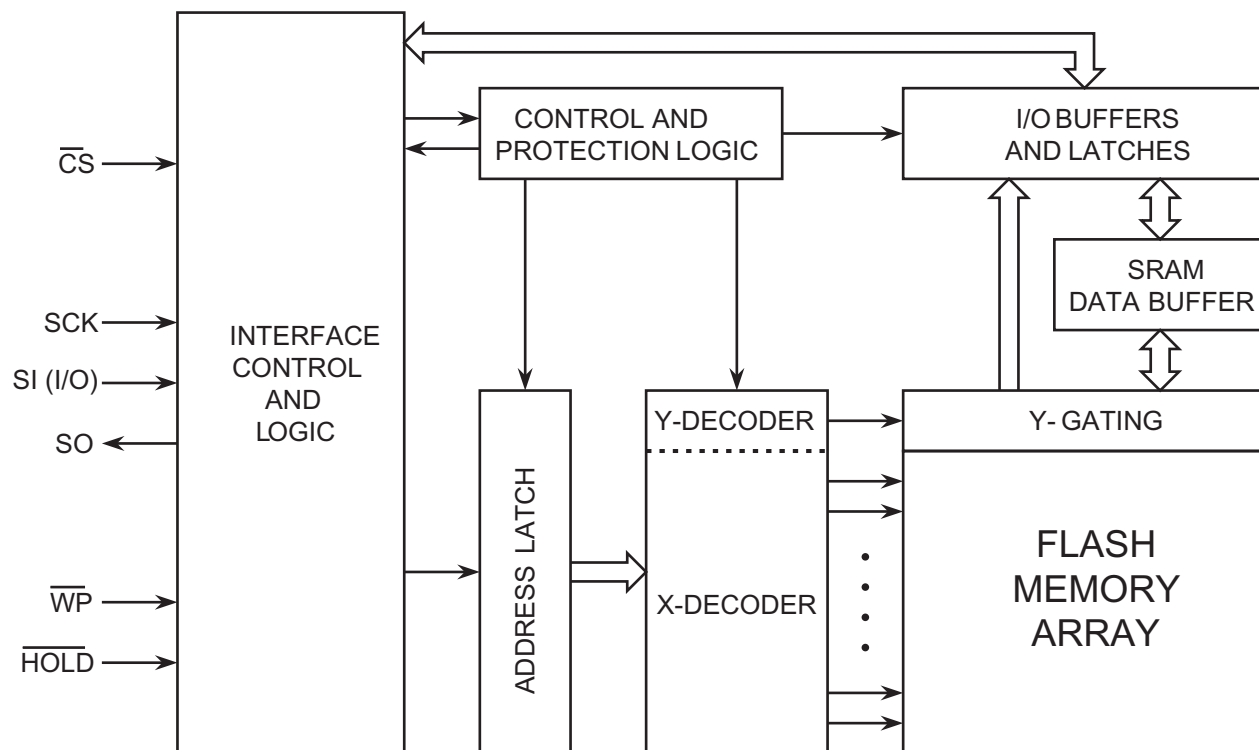 CS
SCK
SI (I/O)
SO
WP
HOLD
INTERFACE
CONTROL
AND
LOGIC
CONTROL AND
PROTECTION LOGIC
I/O BUFFERS
AND LATCHES
SRAM
DATA BUFFER
ADDRESS LATCH
Y-DECODER
X-DECODER
Y- GATING
FLASH
MEMORY
ARRAY